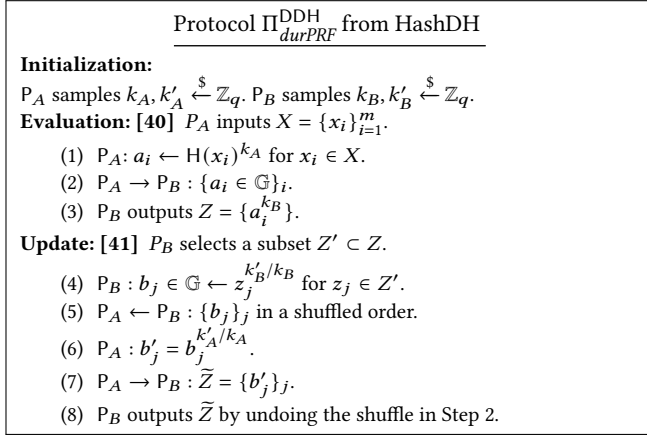 Protocol Π^{DDH}_{durPRF} from HashDH
Initialization:
P_A samples k_A, k'_A ←$ ℤ_q. P_B samples k_B, k'_B ←$ ℤ_q.
Evaluation: [40] P_A inputs X = {x_i}^m_{i=1}.
(1) P_A: a_i ← H(x_i)^{k_A} for x_i ∈ X.
(2) P_A → P_B : {a_i ∈ 𝔾}_i.
(3) P_B outputs Z = {a_i^{k_B}}.
Update: [41] P_B selects a subset Z′ ⊂ Z.
(4) P_B : b_j ∈ 𝔾 ← z_j^{k'_B/k_B} for z_j ∈ Z′.
(5) P_A ← P_B : {b_j}_j in a shuffled order.
(6) P_A : b'_j = b_j^{k'_A/k_A}.
(7) P_A → P_B : Z̃ = {b'_j}_j.
(8) P_B outputs Z̃ by undoing the shuffle in Step 2.